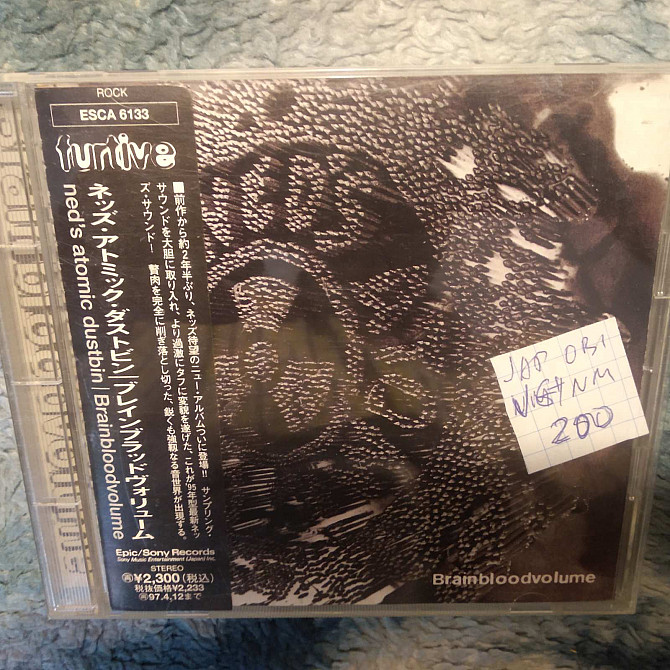 ROCK
ESCA 6133
furtive
ネッズ・アトミック・ダストビン|ブレインブラッドヴォリューム
ned's atomic dustbin | Brainbloodvolume
■前作から約2年半ぶり、ネッズ待望のニュー・アルバムついに登場!! サンプリング・
サウンドを大胆に取り入れ、より過激にタフに変貌を遂げた、これが'95年型最新ネッ
ズ・サウンド! 贅肉を完全に削ぎ落とし切った、鋭くも強靱なる音世界が出現する。
Epic/Sony Records
Sony Music Entertainment (Japan) Inc.
STEREO
¥2,300(税込)
税抜価格¥2,233
97.4.12まで
NEDS
Brainbloodvolume
JAP OBI
NM
200